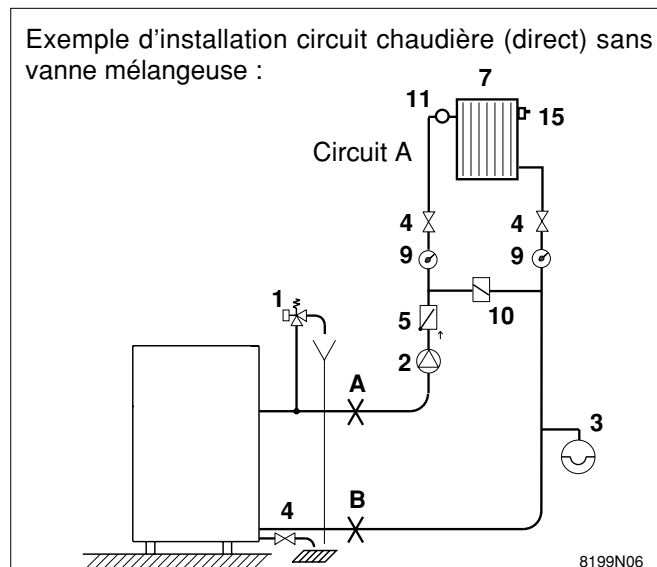 Exemple d'installation circuit chaudière (direct) sans
vanne mélangeuse :
7
11
15
Circuit A
4
4
9
9
1
5
10
2
A
3
B
4
8199N06